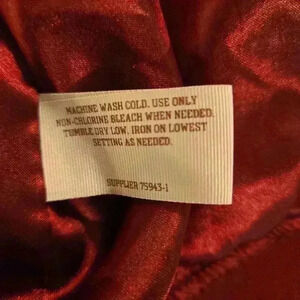 MACHINE WASH COLD. USE ONLY
NON-CHLORINE BLEACH WHEN NEEDED.
TUMBLE DRY LOW. IRON ON LOWEST
SETTING AS NEEDED.
SUPPLIER 75943-1